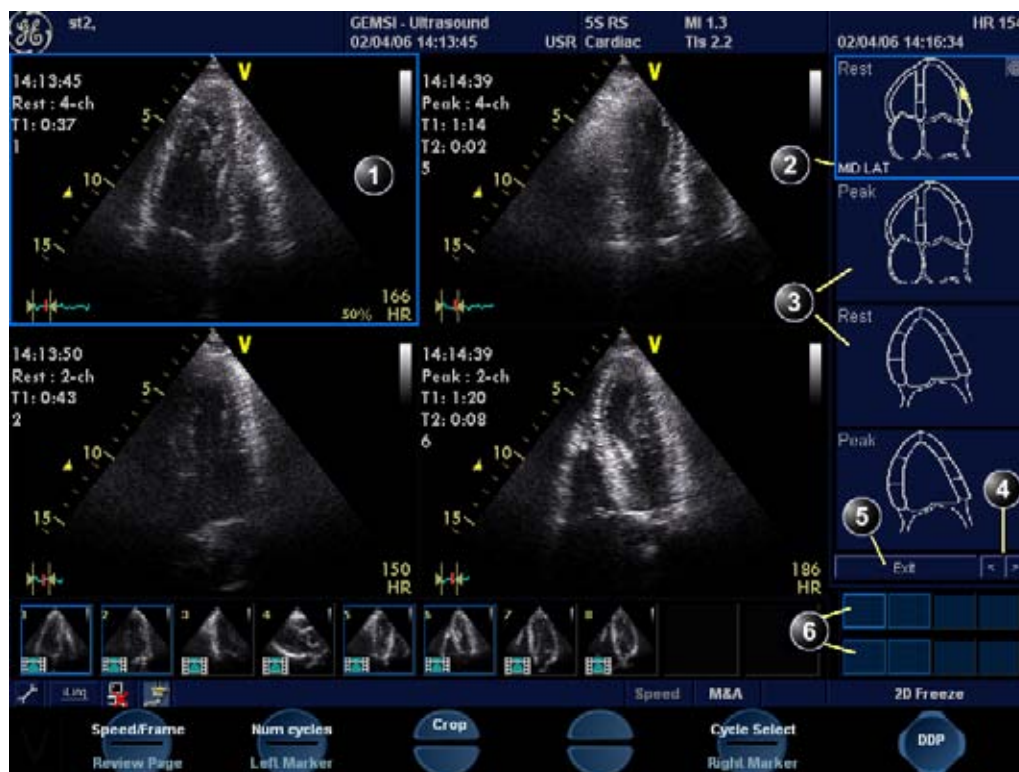 st2,
GEMSI - Ultrasound
02/04/06 14:13:45
USR
5S RS
Cardiac
MI 1.3
TIs 2.2
HR 154
02/04/06 14:16:34
14:13:45
Rest : 4-ch
T1: 0:37
1
V
5
10
15
50%
166
HR
1
14:14:39
Peak : 4-ch
T1: 1:14
T2: 0:02
5
V
5
10
15
14:13:50
Rest : 2-ch
T1: 0:43
2
V
5
10
15
150
HR
14:14:39
Peak : 2-ch
T1: 1:20
T2: 0:08
6
V
5
10
15
186
HR
Rest
MID LAT
2
Peak
3
Rest
Peak
4
5
Exit
< >
6
1 2 3 4 5 6 7 8
iLinq
Speed
M&A
2D Freeze
Speed/Frame
Review Page
Num cycles
Left Marker
Crop
Cycle Select
Right Marker
DDP